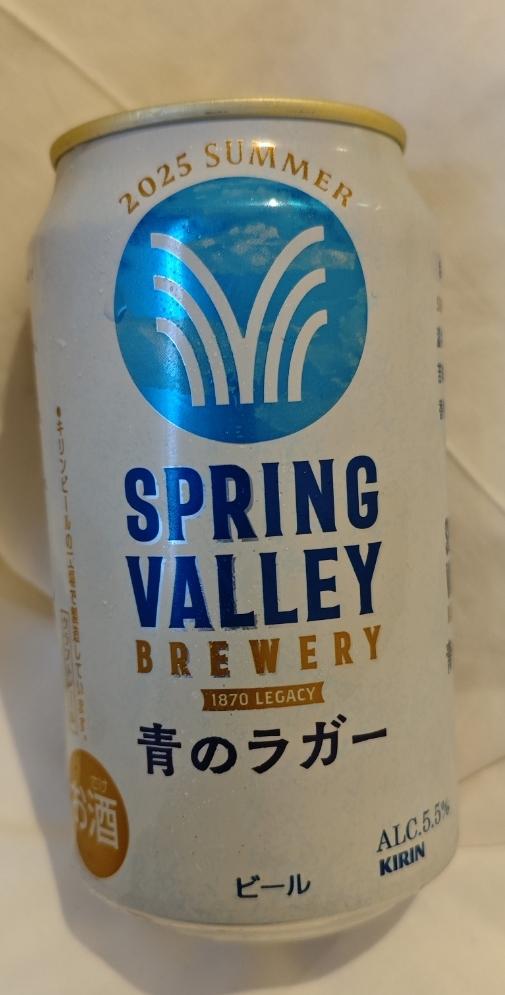 2025 SUMMER
SPRING
VALLEY
BREWERY
1870 LEGACY
青のラガー
お酒
ALC.5.5%
KIRIN
ビール